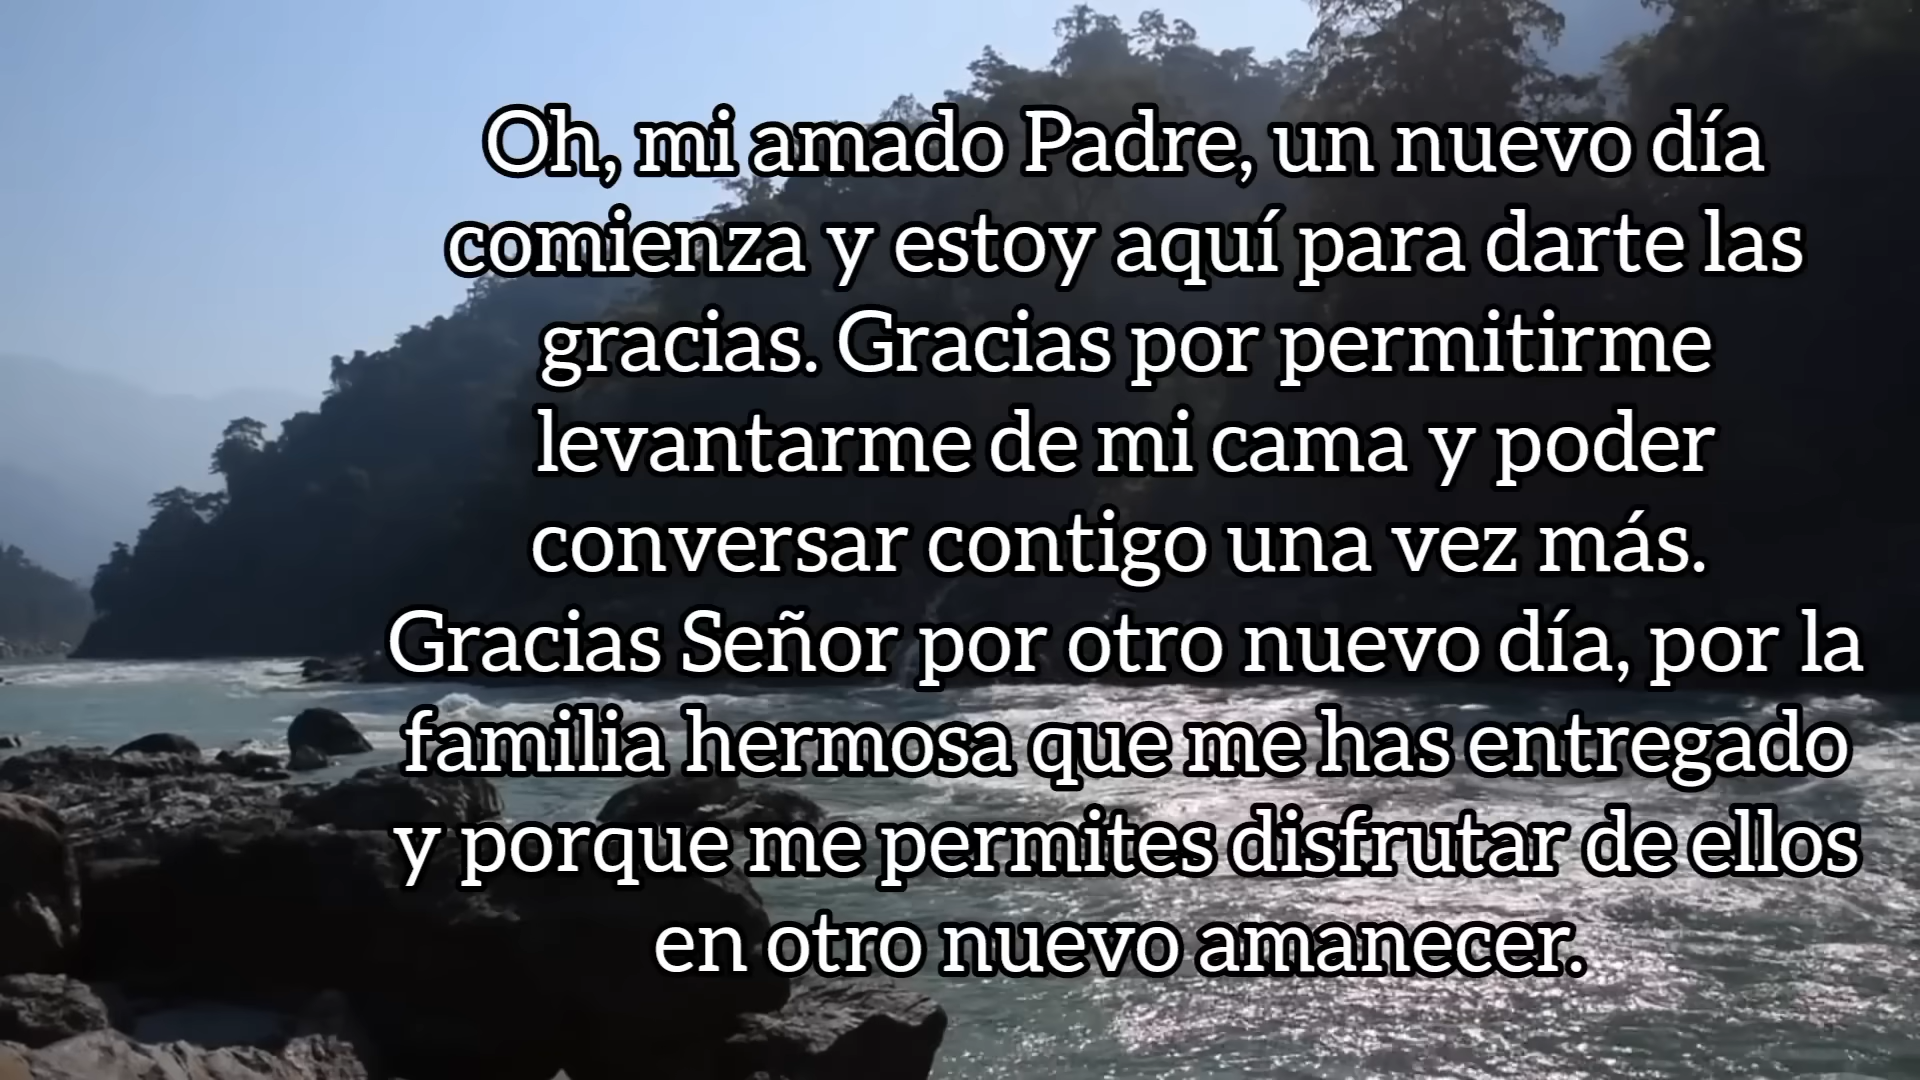 Oh, mi amado Padre, un nuevo día
comienza y estoy aquí para darte las
gracias. Gracias por permitirme
levantarme de mi cama y poder
conversar contigo una vez más.
Gracias Señor por otro nuevo día, por la
familia hermosa que me has entregado
y porque me permites disfrutar de ellos
en otro nuevo amanecer.